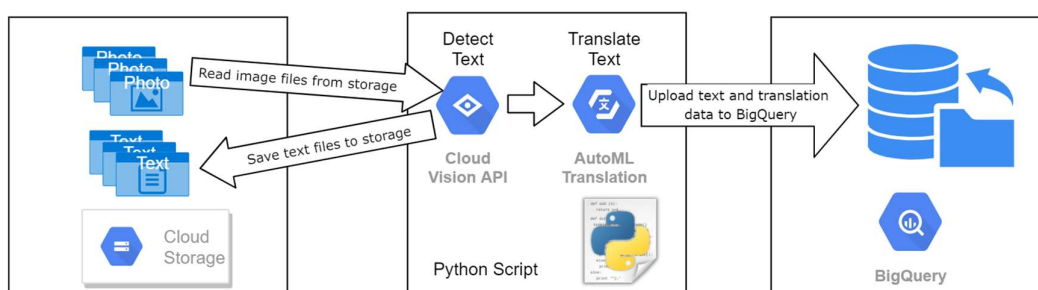 Photo
Photo
Photo
Read image files from storage
Text
Text
Text
Save text files to storage
Cloud
Storage
Detect
Text
Cloud
Vision API
Translate
Text
文
AutoML
Translation
Python Script
Upload text and translation
data to BigQuery
BigQuery